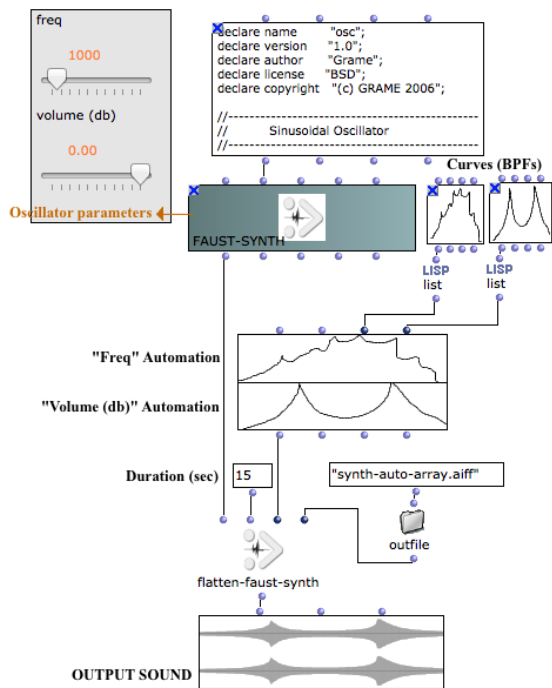 freq
1000
volume (db)
0.00
Oscillator parameters
declare name "osc";
declare version "1.0";
declare author "Grame";
declare license "BSD";
declare copyright "(c) GRAME 2006";
//-----------------------------------------------
// Sinusoidal Oscillator
//-----------------------------------------------
Curves (BPFs)
FAUST-SYNTH
LISP
list
LISP
list
"Freq" Automation
"Volume (db)" Automation
Duration (sec)
15
"synth-auto-array.aiff"
outfile
flatten-faust-synth
OUTPUT SOUND